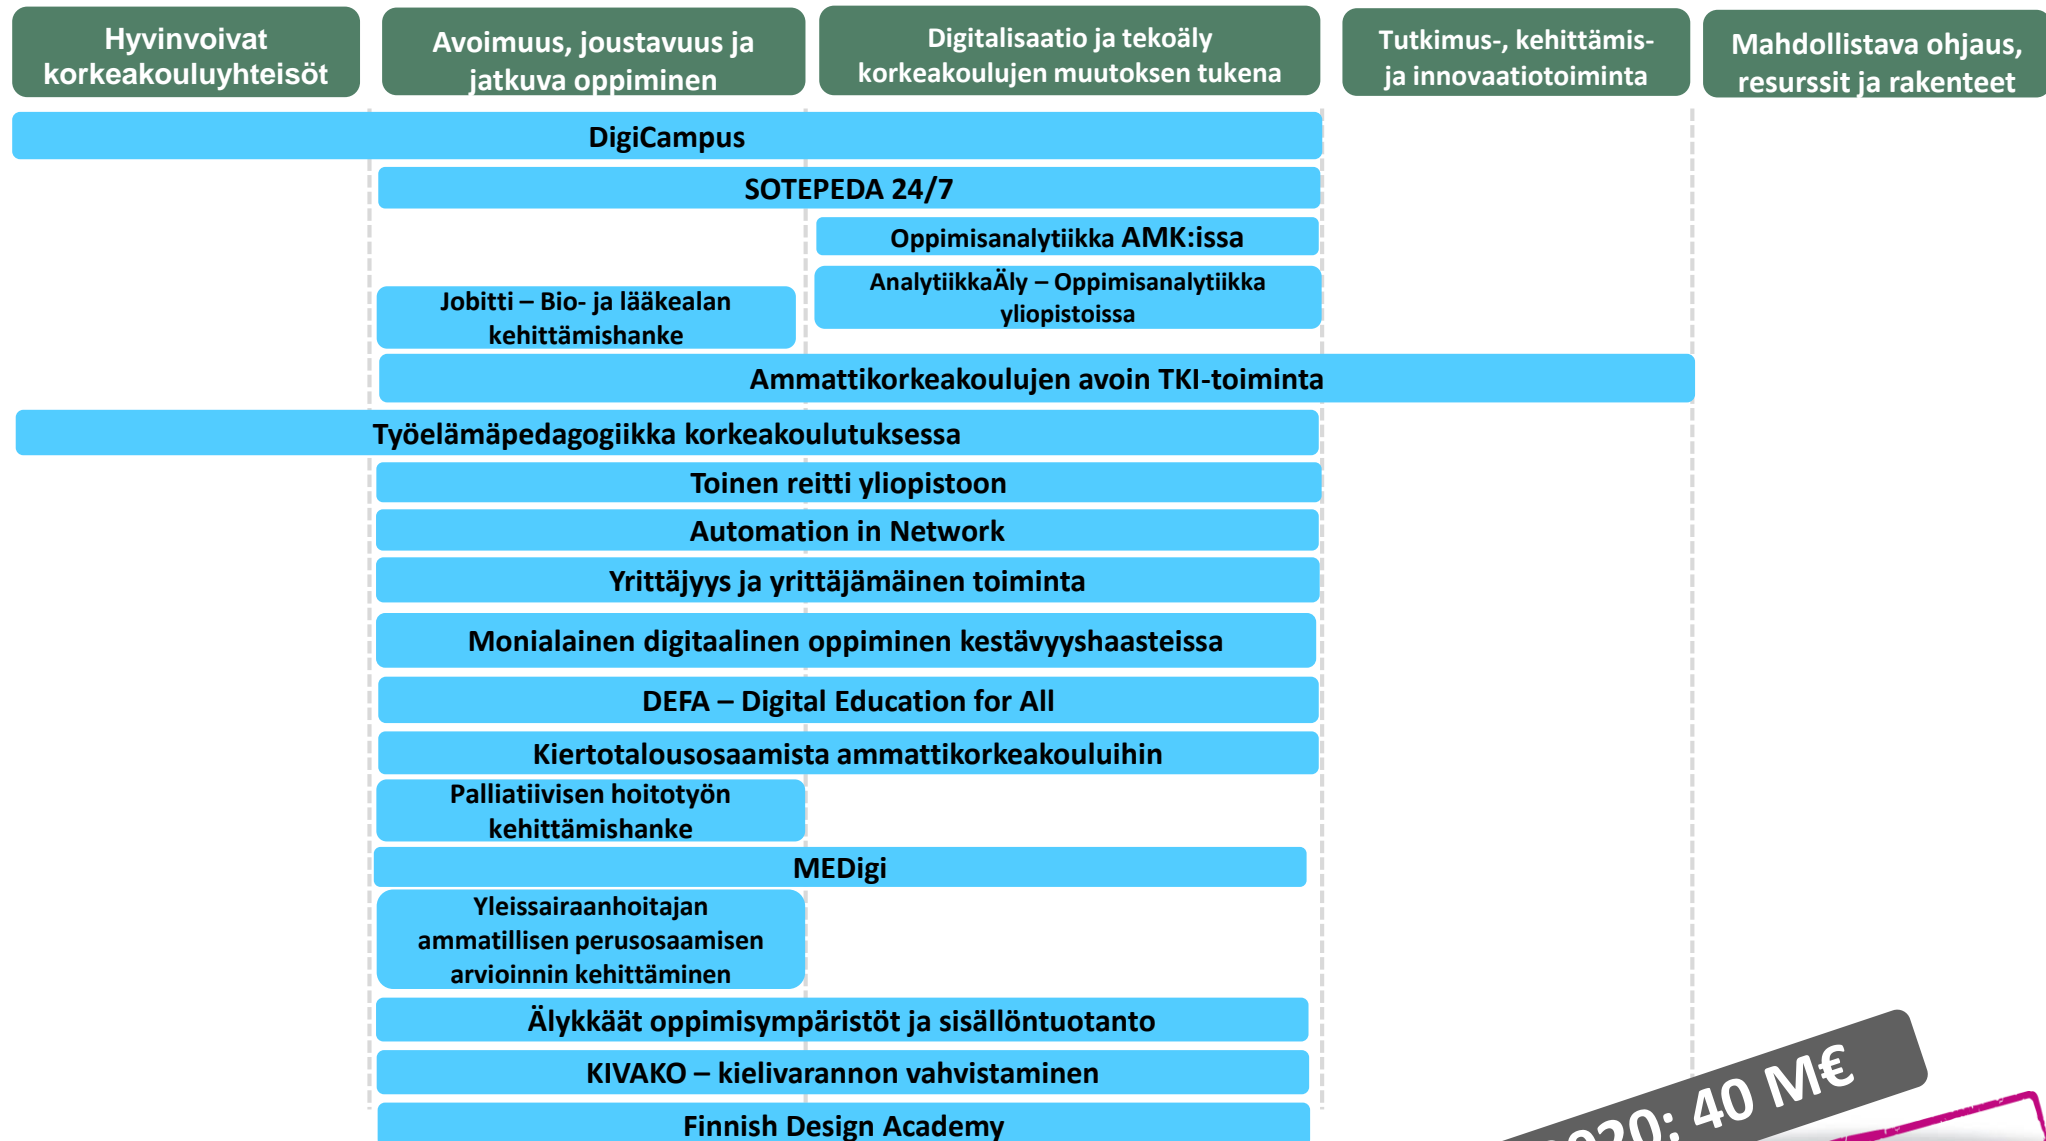 Hyvinvoivat
korkeakouluyhteisöt
Avoimuus, joustavuus ja
jatkuva oppiminen
Digitalisaatio ja tekoäly
korkeakoulujen muutoksen tukena
Tutkimus-, kehittämis-
ja innovaatiotoiminta
Mahdollistava ohjaus,
resurssit ja rakenteet
DigiCampus
SOTEPEDA 24/7
Oppimisanalytiikka AMK:issa
AnalytiikkaÄly – Oppimisanalytiikka
yliopistoissa
Jobitti – Bio- ja lääkealan
kehittämishanke
Ammattikorkeakoulujen avoin TKI-toiminta
Työelämäpedagogiikka korkeakoulutuksessa
Toinen reitti yliopistoon
Automation in Network
Yrittäjyys ja yrittäjämäinen toiminta
Monialainen digitaalinen oppiminen kestävyyshaasteissa
DEFA – Digital Education for All
Kiertotalousosaamista ammattikorkeakouluihin
Palliatiivisen hoitotyön
kehittämishanke
MEDigi
Yleissairaanhoitajan
ammatillisen perusosaamisen
arvioinnin kehittäminen
Älykkäät oppimisympäristöt ja sisällöntuotanto
KIVAKO – kielivarannon vahvistaminen
Finnish Design Academy
40 M€